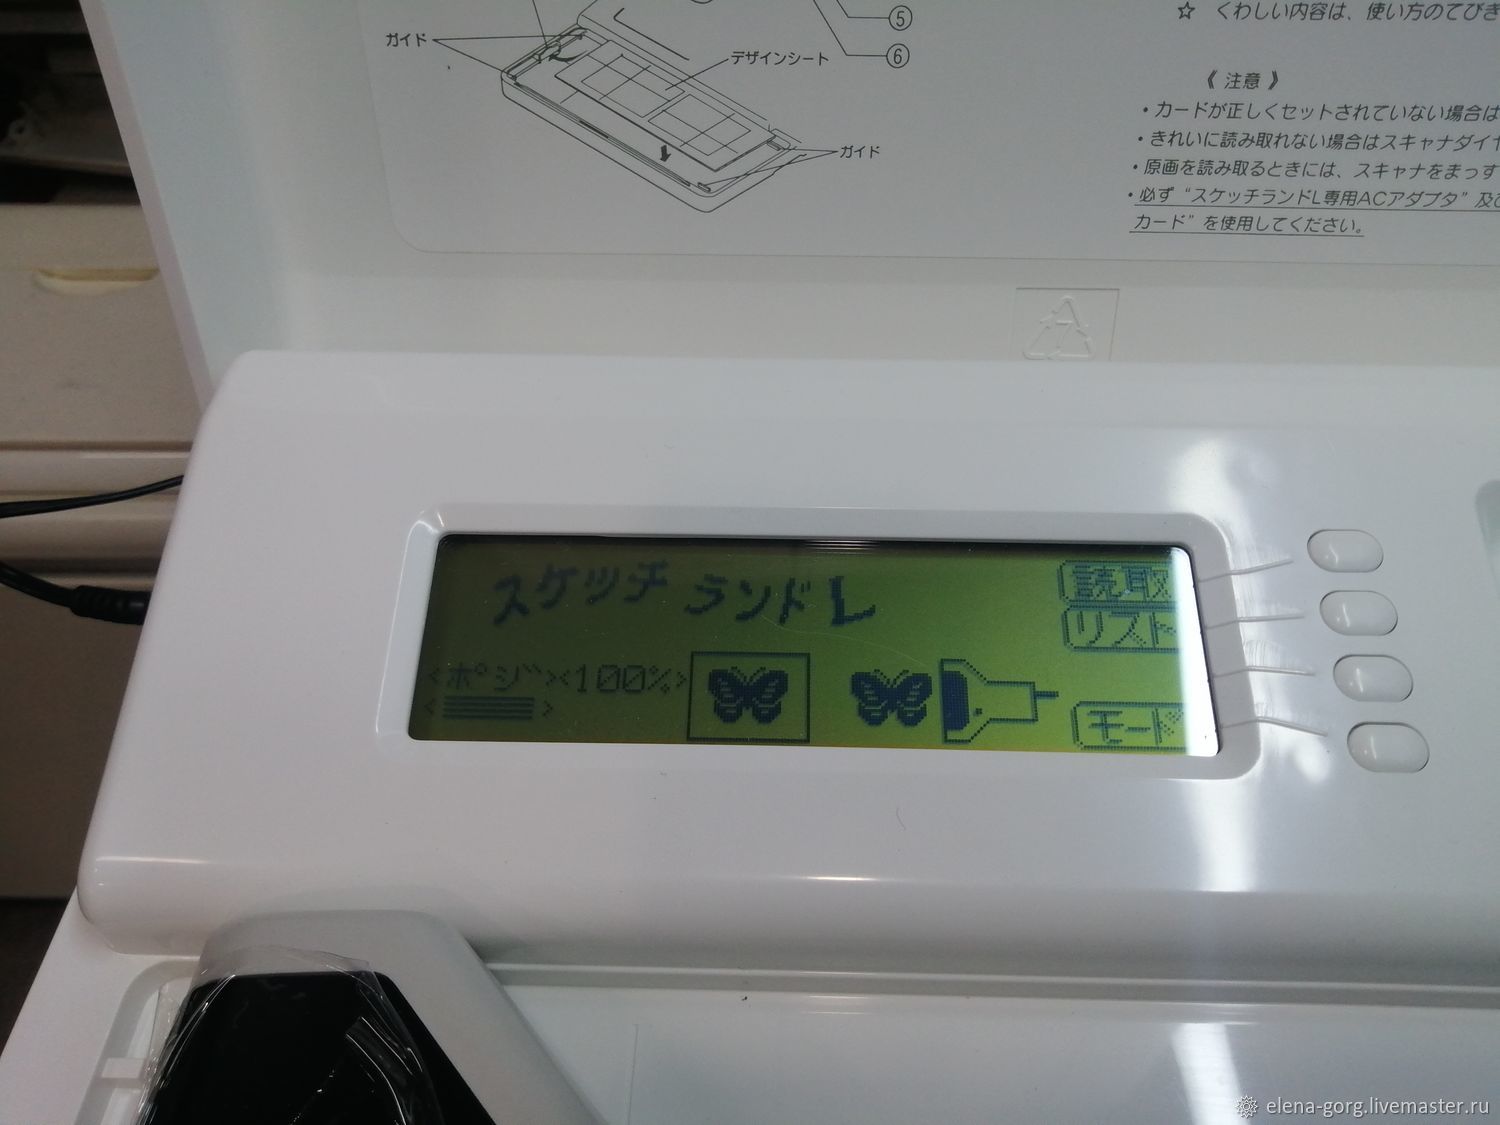 ⑤
☆ くわしい内容は、使い方のてびき
ガイド
デザインシート
⑥
ガイド
《 注意 》
・カードが正しくセットされていない場合は
・きれいに読み取れない場合はスキャナダイヤ
・原画を読み取るときには、スキャナをまっす
・必ず“スケッチランドL専用ACアダプタ”及び
カード”を使用してください。
7
スケッチランドL
読取
リスト
<ポジ><100%>
モード
elena-gorg.livemaster.ru